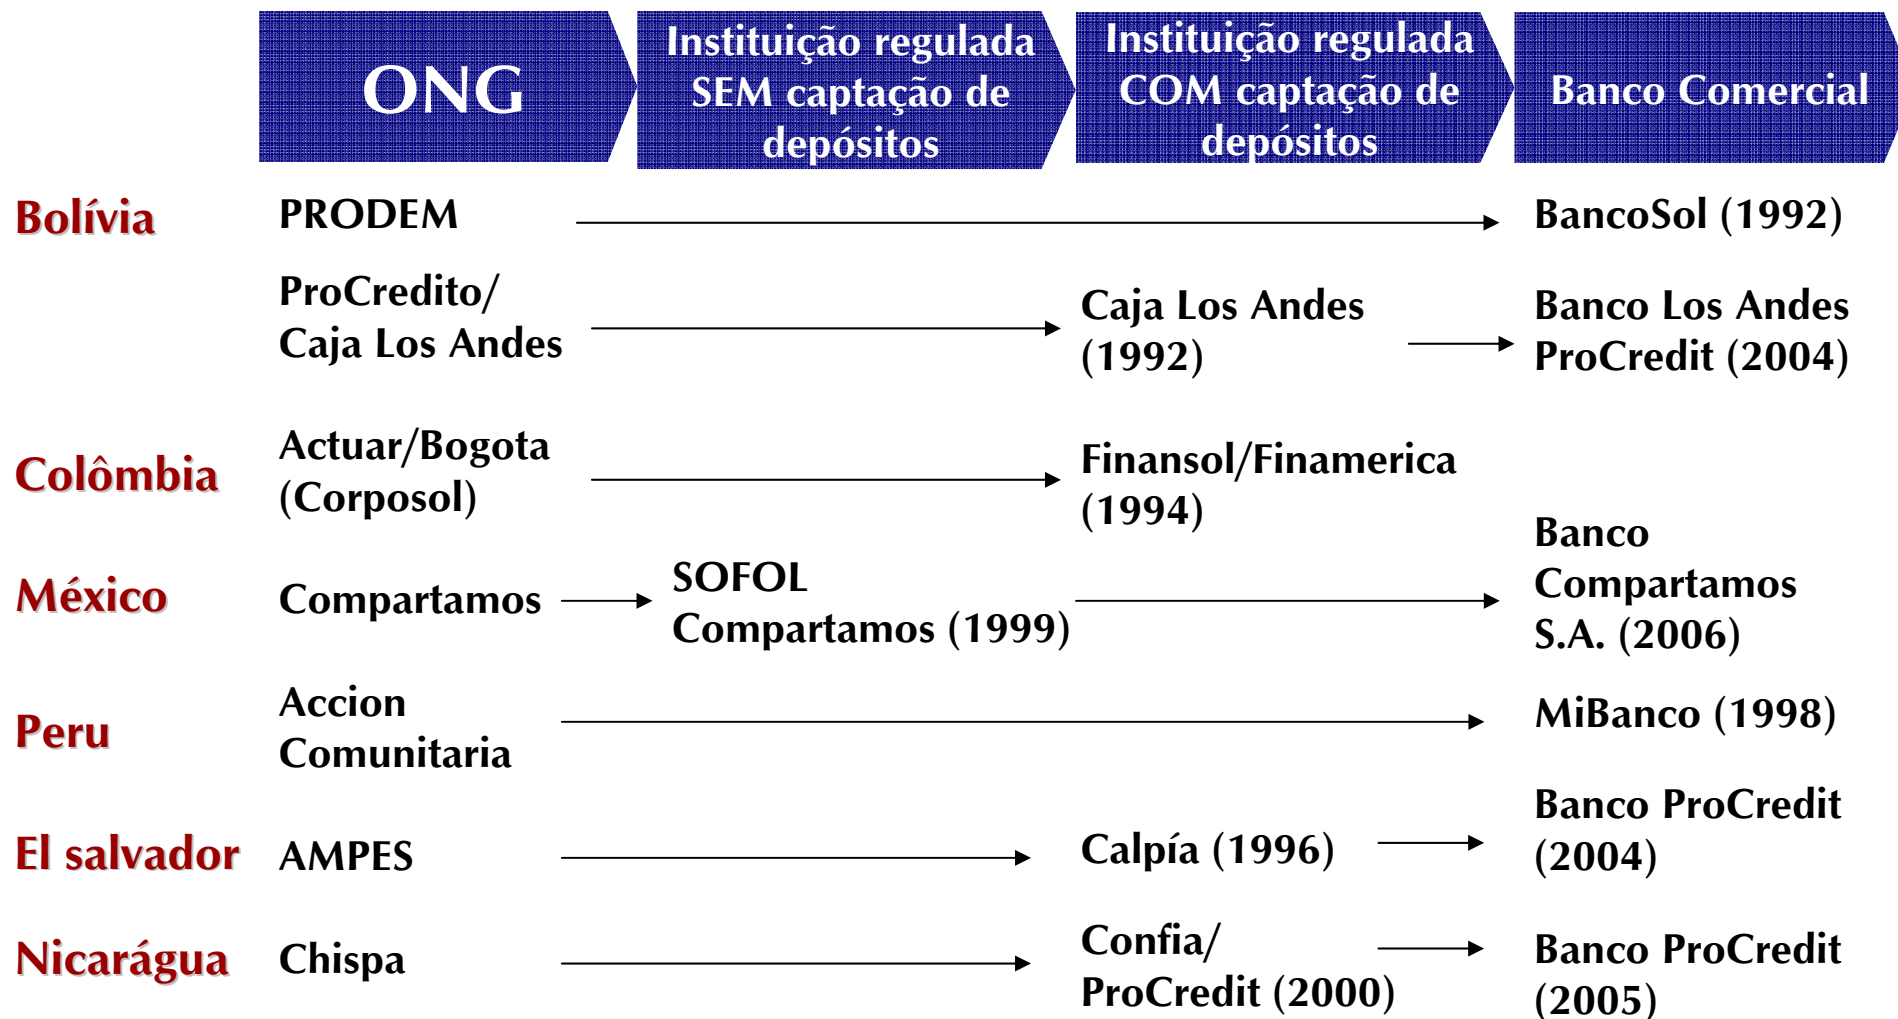 ONG
Instituição regulada
SEM captação de
depósitos
Instituição regulada
COM captação de
depósitos
Banco Comercial
Bolívia
PRODEM
BancoSol (1992)
ProCredito/
Caja Los Andes
Caja Los Andes
(1992)
Banco Los Andes
ProCredit (2004)
Colômbia
Actuar/Bogota
(Corposol)
Finansol/Finamerica
(1994)
México
Compartamos
SOFOL
Compartamos (1999)
Banco
Compartamos
S.A. (2006)
Peru
Accion
Comunitaria
MiBanco (1998)
El salvador
AMPES
Calpía (1996)
Banco ProCredit
(2004)
Nicarágua
Chispa
Confia/
ProCredit (2000)
Banco ProCredit
(2005)